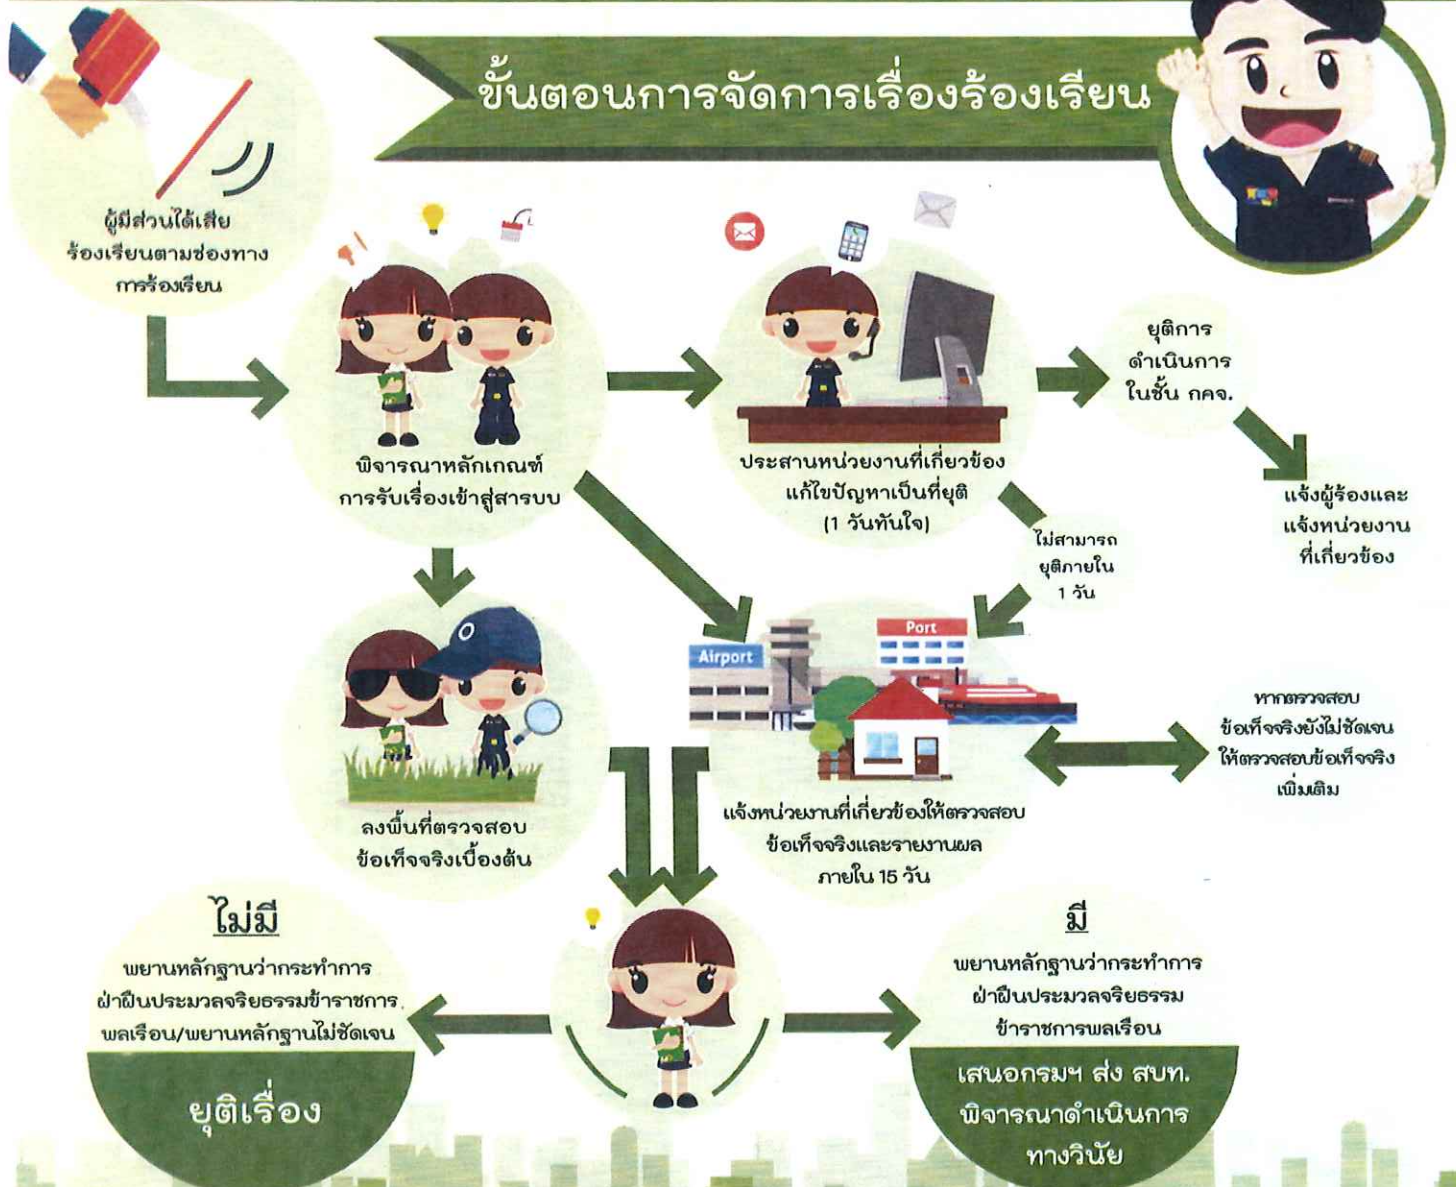 ขั้นตอนการจัดการเรื่องร้องเรียน
ผู้มีส่วนได้เสีย
ร้องเรียนตามช่องทาง
การร้องเรียน
พิจารณาหลักเกณฑ์
การรับเรื่องเข้าสู่สารบบ
ประสานหน่วยงานที่เกี่ยวข้อง
แก้ไขปัญหาเป็นที่ยุติ
(1 วันทันใจ)
ยุติการ
ดำเนินการ
ในชั้น กคจ.
แจ้งผู้ร้องและ
แจ้งหน่วยงาน
ที่เกี่ยวข้อง
ไม่สามารถ
ยุติภายใน
1 วัน
Airport
Port
ลงพื้นที่ตรวจสอบ
ข้อเท็จจริงเบื้องต้น
แจ้งหน่วยงานที่เกี่ยวข้องให้ตรวจสอบ
ข้อเท็จจริงและรายงานผล
ภายใน 15 วัน
หากตรวจสอบ
ข้อเท็จจริงยังไม่ชัดเจน
ให้ตรวจสอบข้อเท็จจริง
เพิ่มเติม
ไม่มี
พยานหลักฐานว่ากระทำการ
ฝ่าฝืนประมวลจริยธรรมข้าราชการ
พลเรือน/พยานหลักฐานไม่ชัดเจน
ยุติเรื่อง
มี
พยานหลักฐานว่ากระทำการ
ฝ่าฝืนประมวลจริยธรรม
ข้าราชการพลเรือน
เสนอกรมฯ ส่ง สบท.
พิจารณาดำเนินการ
ทางวินัย